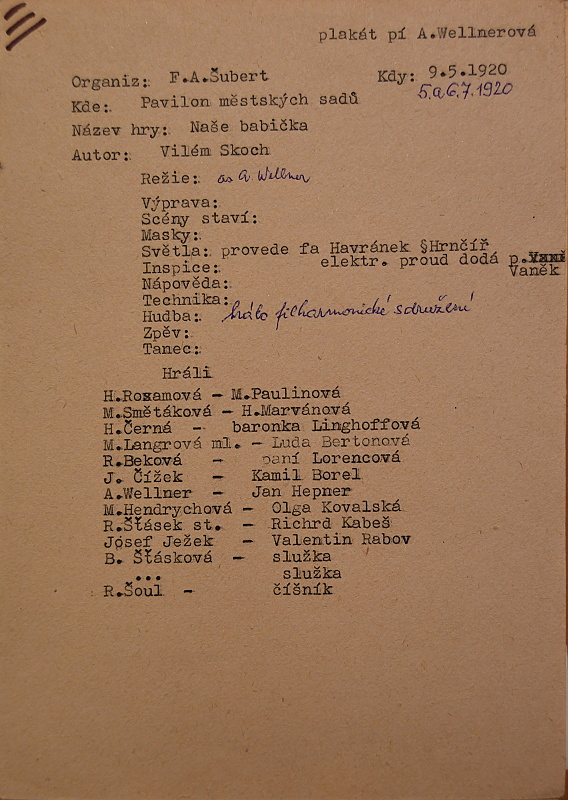 plakát pí A.Wellnerová
Organiz: F.A.Šubert Kdy: 9.5.1920
5.a 6.7.1920
Kde: Pavilon městských sadů
Název hry: Naše babička
Autor: Vilém Skoch
Režie: as A. Wellner
Výprava:
Scény staví:
Masky:
Světla: provede fa Havránek §Hrnčíř
elektr. proud dodá p.
Vaněk
Inspice:
Nápověda:
Technika:
Hudba: hrálo filharmonické sdružení
Zpěv:
Tanec:
Hráli
H.Roxamová - M.Paulinová
M.Smětáková - H.Marvánová
H.Černá - baronka Linghoffová
M.Langrová ml. - Luda Bertonová
R.Beková - paní Lorencová
J. Čížek - Kamil Borel
A.Wellner - Jan Hepner
M.Hendrychová - Olga Kovalská
R.Štásek st. - Richrd Kabeš
Josef Ježek - Valentin Rabov
B. Štásková - služka
... služka
R.Šoul - číšník